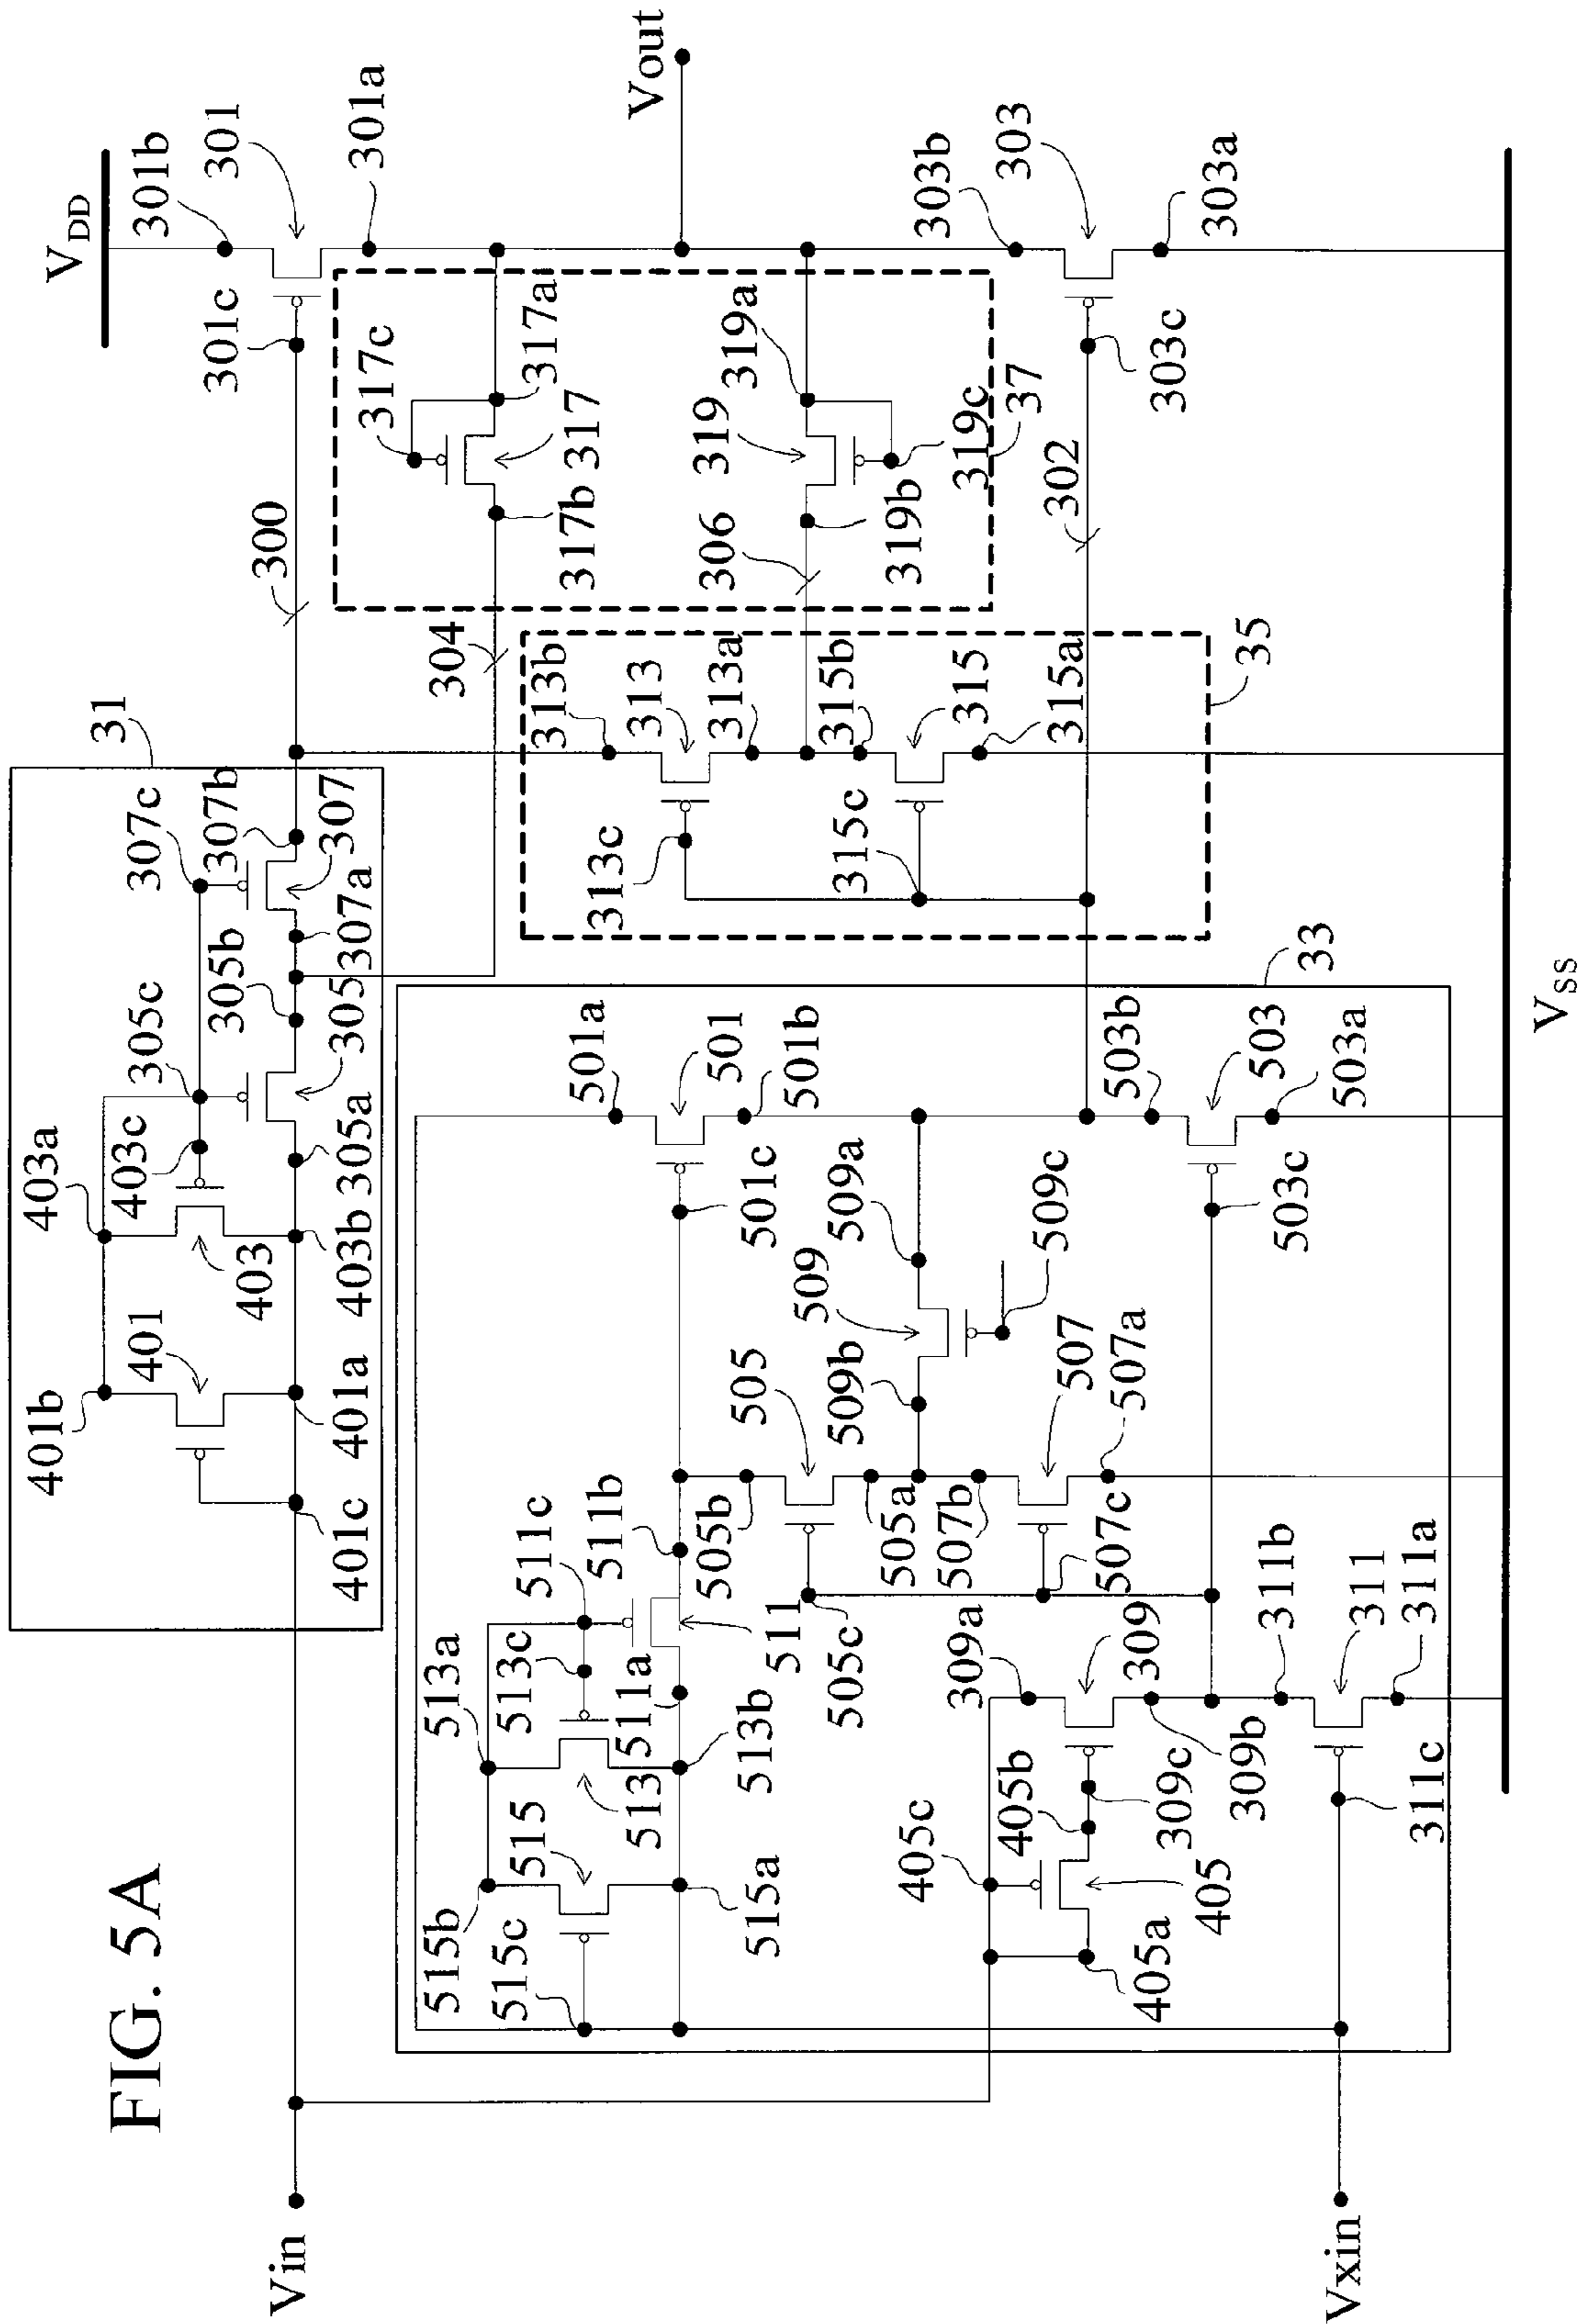 FIG. 5A
401b
403a
31
V_DD
401
403c
305c
307c
301b
403
305b
307b
301c
301
Vin
401c
401a
403b
305a
305
307a
307
300
301a
317c
515b
513a
511c
304
317a
515c
515
513c
511b
501a
313b
317b
317
513
511a
313c
313
Vout
515a
513b
511
505b
505
501c
501
313a
306
319
319a
501b
509
509a
315c
315b
319b
405c
505c
505a
509b
315
319c
405b
309a
507b
509c
37
309c
309
507
302
315a
303b
405a
405
309b
507c
507a
503b
303c
303
503c
503
303a
35
311b
503a
33
Vxin
311c
311
311a
V_SS